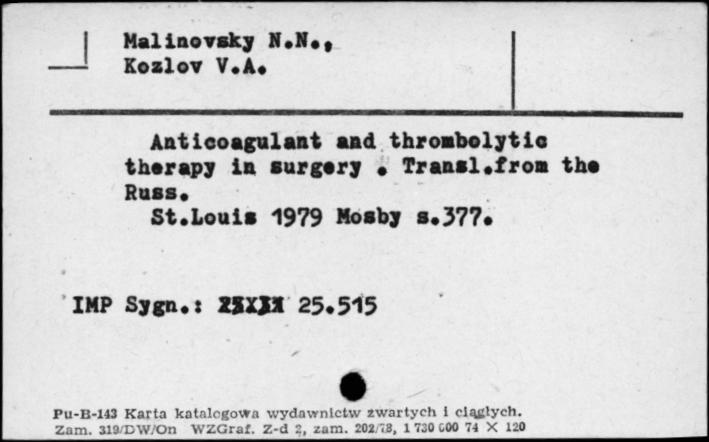 Malinovsky N.N.,
Kozlov V.A.
Anticoagulant and thrombolytic
therapy in surgery . Transl.from the
Russ.
St.Louis 1979 Mosby s.377.
IMP Sygn.: 25.515
Pu-B-143 Karta katalogowa wydawnictw zwartych i ciągłych.
Zam. 319/DW/On WZGraf. Z-d 2, zam. 202/78, 1 730 000 74 X 120